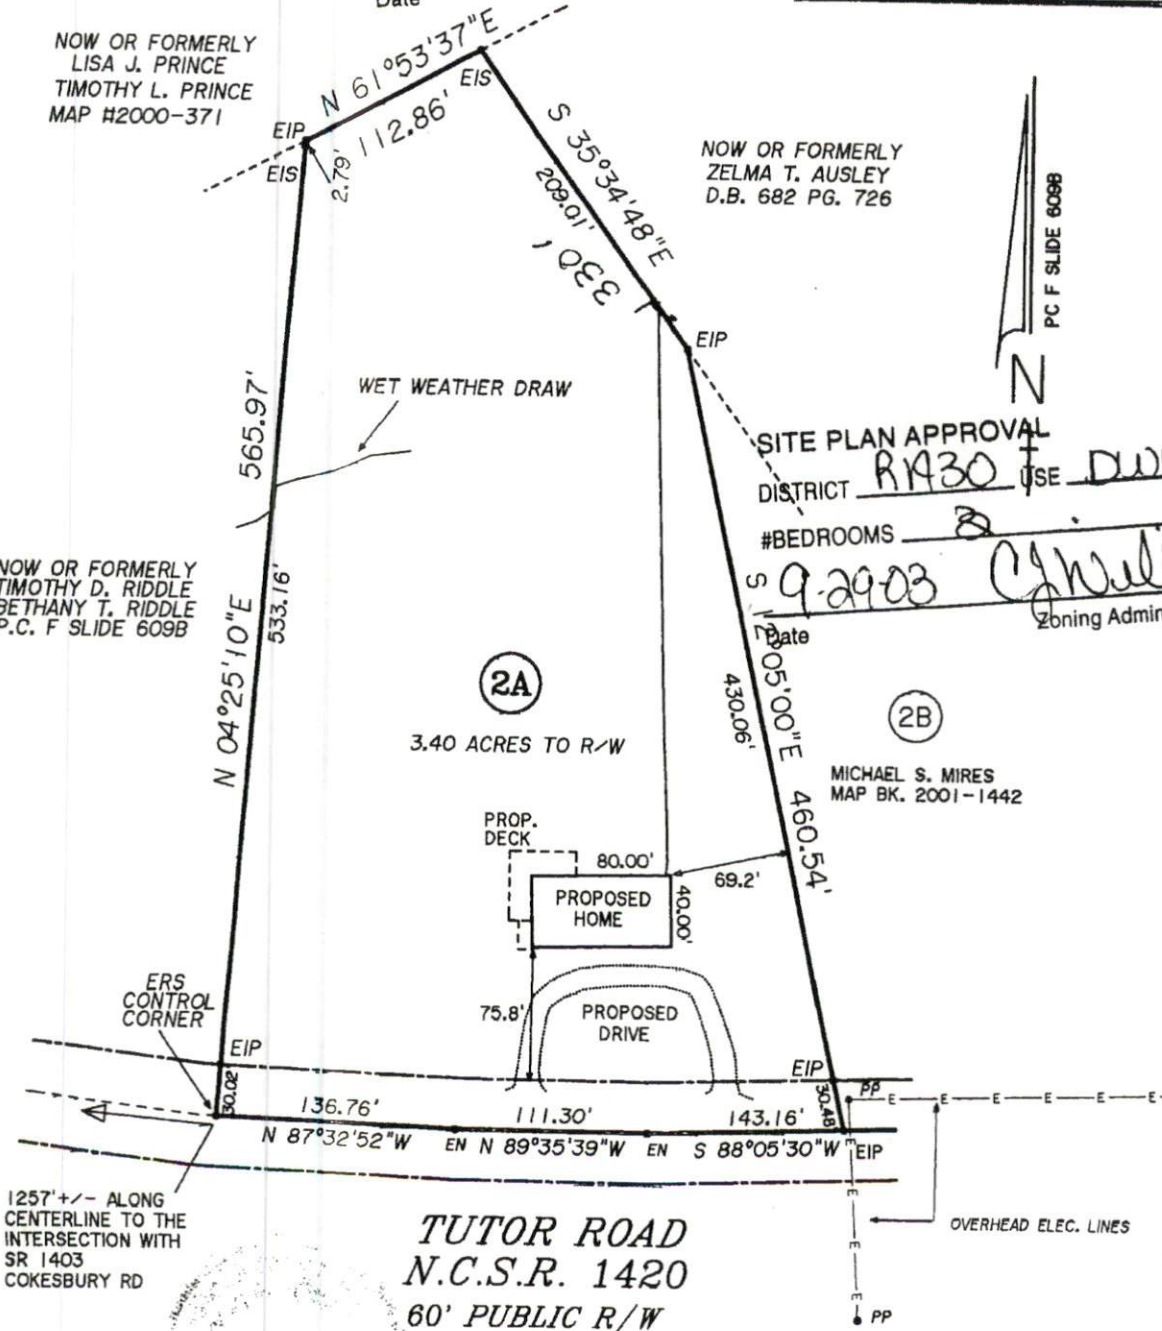 Date
NOW OR FORMERLY
LISA J. PRINCE
TIMOTHY L. PRINCE
MAP #2000-371
N 61°53'37"E
112.86'
EIS
EIP
EIS
2.79'
S 35°34'48"E
209.01'
330'
NOW OR FORMERLY
ZELMA T. AUSLEY
D.B. 682 PG. 726
PC F SLIDE 609B
N
EIP
WET WEATHER DRAW
SITE PLAN APPROVAL
DISTRICT RA30 USE
#BEDROOMS 3
9-29-03
Date
Zoning Admin
565.97'
533.16'
N 04°25'10"E
NOW OR FORMERLY
TIMOTHY D. RIDDLE
BETHANY T. RIDDLE
P.C. F SLIDE 609B
2A
3.40 ACRES TO R/W
S 12°05'00"E 460.54'
430.06'
2B
MICHAEL S. MIRES
MAP BK. 2001-1442
PROP.
DECK
80.00'
PROPOSED
HOME
40.00'
69.2'
75.8'
PROPOSED
DRIVE
ERS
CONTROL
CORNER
EIP
30.02'
EIP
30.48'
PP
E E E E E
136.76' 111.30' 143.16'
N 87°32'52"W EN N 89°35'39"W EN S 88°05'30"W EIP
E
E
E
E
PP
1257'+/- ALONG
CENTERLINE TO THE
INTERSECTION WITH
SR 1403
COKESBURY RD
OVERHEAD ELEC. LINES
TUTOR ROAD
N.C.S.R. 1420
60' PUBLIC R/W